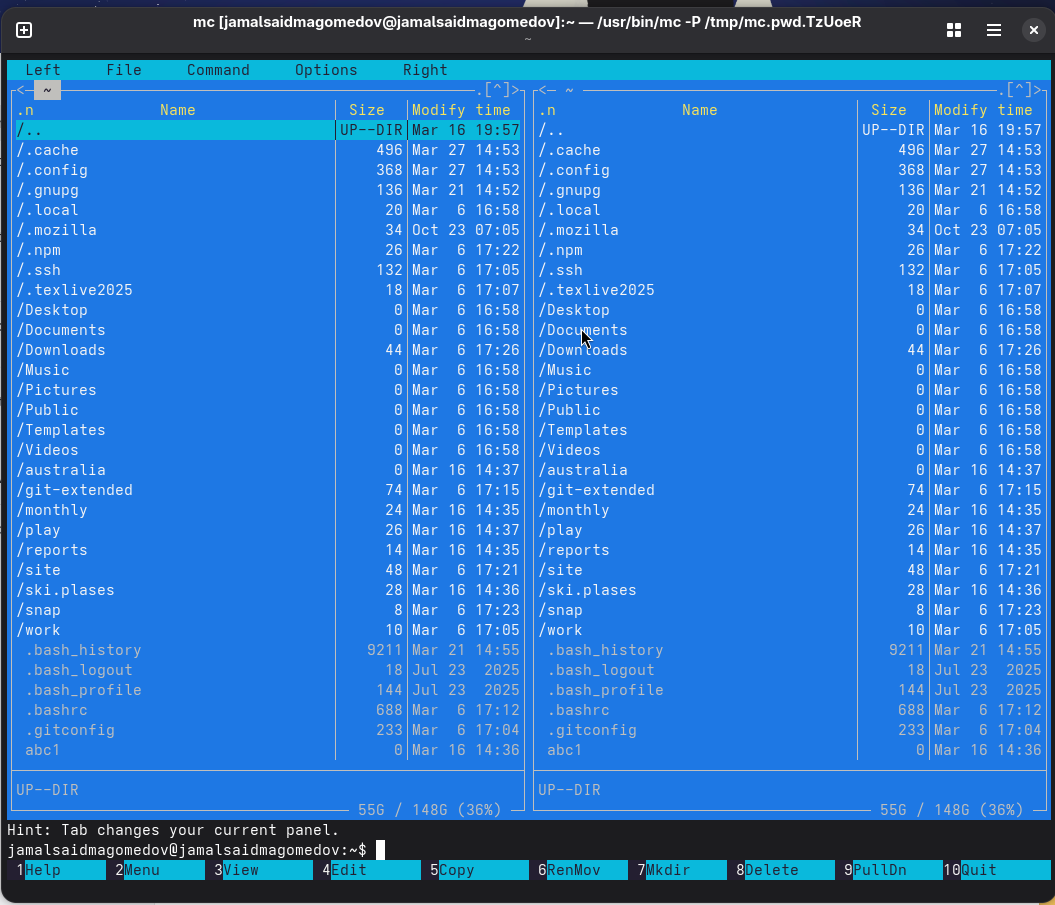 mc [jamalsaidmagomedov@jamalsaidmagomedov]:~ — /usr/bin/mc -P /tmp/mc.pwd.TzUoeR
~
Left File Command Options Right
<─ ~ ─.[^]>
.n Name Size Modify time
/.. UP--DIR Mar 16 19:57
/.cache 496 Mar 27 14:53
/.config 368 Mar 27 14:53
/.gnupg 136 Mar 21 14:52
/.local 20 Mar 6 16:58
/.mozilla 34 Oct 23 07:05
/.npm 26 Mar 6 17:22
/.ssh 132 Mar 6 17:05
/.texlive2025 18 Mar 6 17:07
/Desktop 0 Mar 6 16:58
/Documents 0 Mar 6 16:58
/Downloads 44 Mar 6 17:26
/Music 0 Mar 6 16:58
/Pictures 0 Mar 6 16:58
/Public 0 Mar 6 16:58
/Templates 0 Mar 6 16:58
/Videos 0 Mar 6 16:58
/australia 0 Mar 16 14:37
/git-extended 74 Mar 6 17:15
/monthly 24 Mar 16 14:35
/play 26 Mar 16 14:37
/reports 14 Mar 16 14:35
/site 48 Mar 6 17:21
/ski.plases 28 Mar 16 14:36
/snap 8 Mar 6 17:23
/work 10 Mar 6 17:05
.bash_history 9211 Mar 21 14:55
.bash_logout 18 Jul 23 2025
.bash_profile 144 Jul 23 2025
.bashrc 688 Mar 6 17:12
.gitconfig 233 Mar 6 17:04
abc1 0 Mar 16 14:36
UP--DIR
55G / 148G (36%)
<─ ~ ─.[^]>
.n Name Size Modify time
/.. UP--DIR Mar 16 19:57
/.cache 496 Mar 27 14:53
/.config 368 Mar 27 14:53
/.gnupg 136 Mar 21 14:52
/.local 20 Mar 6 16:58
/.mozilla 34 Oct 23 07:05
/.npm 26 Mar 6 17:22
/.ssh 132 Mar 6 17:05
/.texlive2025 18 Mar 6 17:07
/Desktop 0 Mar 6 16:58
/Documents 0 Mar 6 16:58
/Downloads 44 Mar 6 17:26
/Music 0 Mar 6 16:58
/Pictures 0 Mar 6 16:58
/Public 0 Mar 6 16:58
/Templates 0 Mar 6 16:58
/Videos 0 Mar 6 16:58
/australia 0 Mar 16 14:37
/git-extended 74 Mar 6 17:15
/monthly 24 Mar 16 14:35
/play 26 Mar 16 14:37
/reports 14 Mar 16 14:35
/site 48 Mar 6 17:21
/ski.plases 28 Mar 16 14:36
/snap 8 Mar 6 17:23
/work 10 Mar 6 17:05
.bash_history 9211 Mar 21 14:55
.bash_logout 18 Jul 23 2025
.bash_profile 144 Jul 23 2025
.bashrc 688 Mar 6 17:12
.gitconfig 233 Mar 6 17:04
abc1 0 Mar 16 14:36
UP--DIR
55G / 148G (36%)
Hint: Tab changes your current panel.
jamalsaidmagomedov@jamalsaidmagomedov:~$
1Help 2Menu 3View 4Edit 5Copy 6RenMov 7Mkdir 8Delete 9PullDn 10Quit